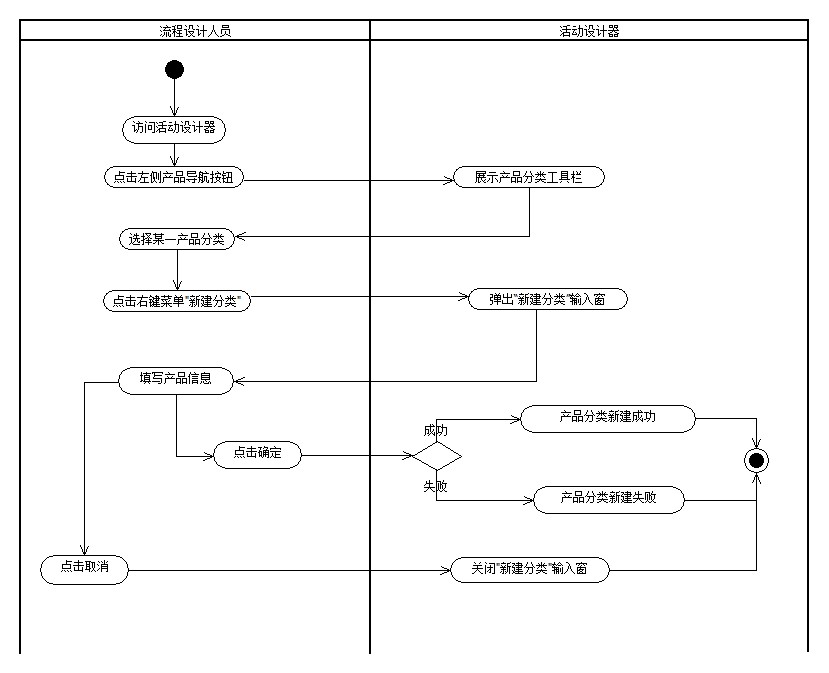 流程设计人员
活动设计器
访问活动设计器
点击左侧产品导航按钮
展示产品分类工具栏
选择某一产品分类
点击右键菜单"新建分类"
弹出"新建分类"输入窗
填写产品信息
成功
产品分类新建成功
点击确定
失败
产品分类新建失败
点击取消
关闭"新建分类"输入窗